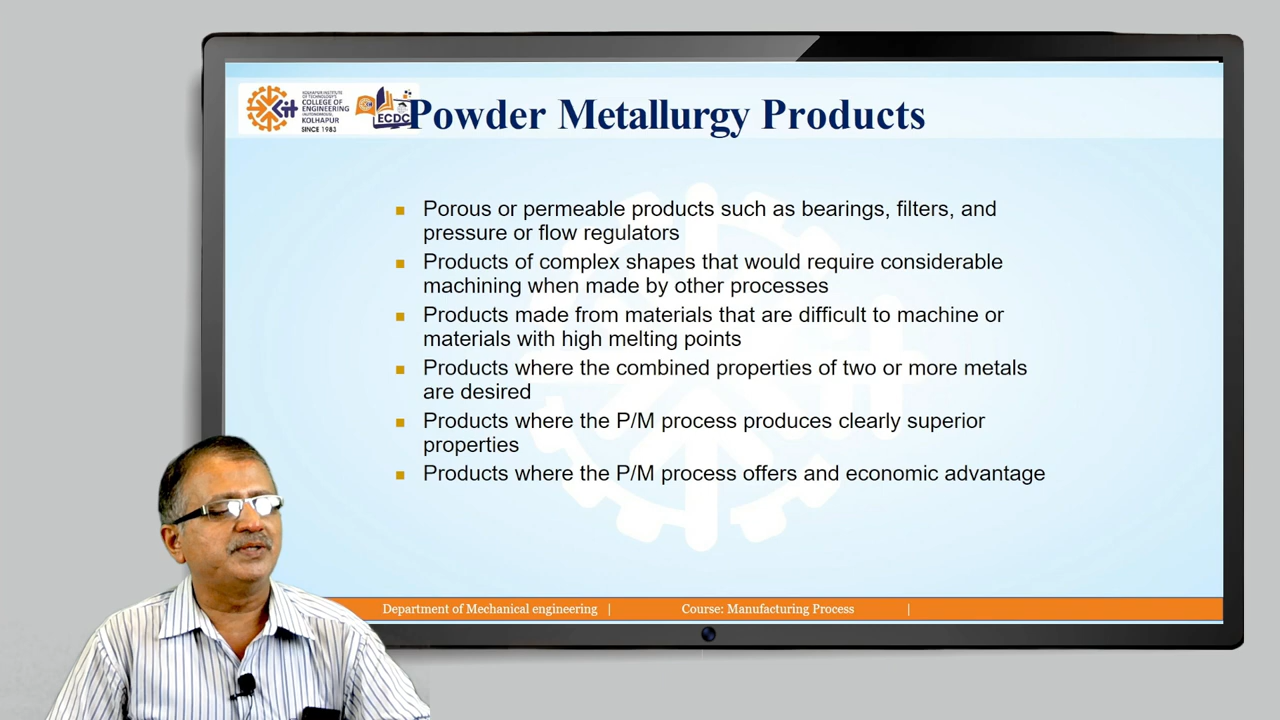 KOLHAPUR INSTITUTE
OF TECHNOLOGY'S
COLLEGE OF
ENGINEERING
(AUTONOMOUS),
KOLHAPUR
SINCE 1983
ECDC
Powder Metallurgy Products
Porous or permeable products such as bearings, filters, and
pressure or flow regulators
Products of complex shapes that would require considerable
machining when made by other processes
Products made from materials that are difficult to machine or
materials with high melting points
Products where the combined properties of two or more metals
are desired
Products where the P/M process produces clearly superior
properties
Products where the P/M process offers and economic advantage
Department of Mechanical engineering |
Course: Manufacturing Process |